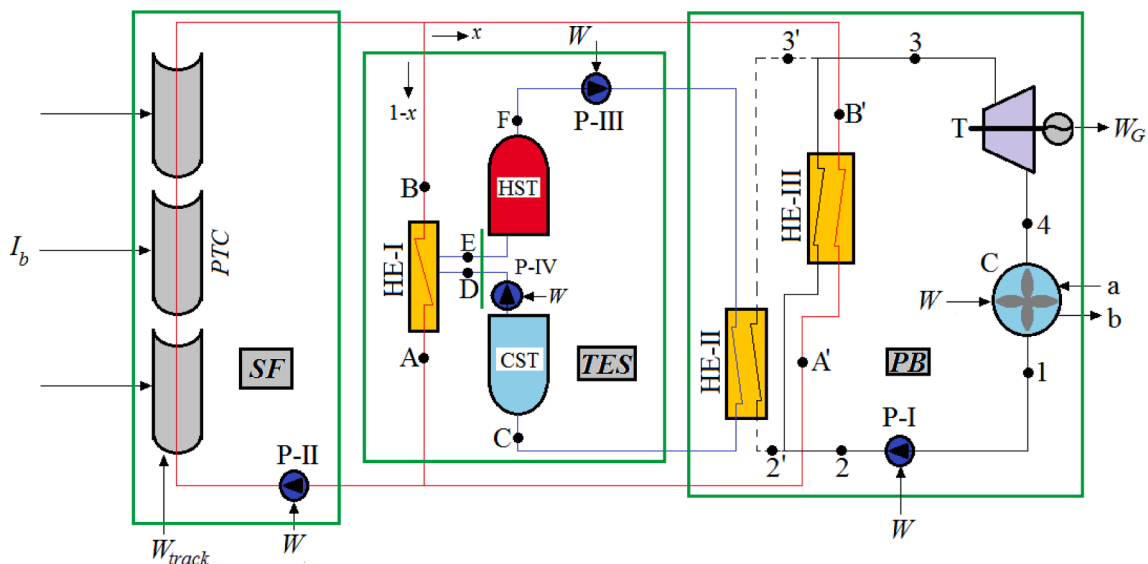 x
W
3'
3
1-x
P-III
F
T
W_G
B'
HST
B
HE-III
I_b
PTC
E
4
HE-I
P-IV
C
D
W
a
W
b
A
CST
HE-II
SF
TES
A'
PB
1
P-I
C
2'
2
P-II
W_track
W
W